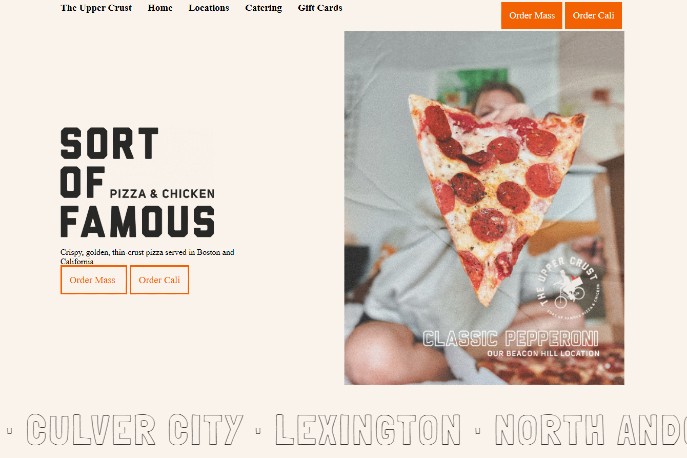 The Upper Crust Home Locations Catering Gift Cards Order Mass Order Cali
SORT
OF PIZZA & CHICKEN
FAMOUS
Crispy, golden, thin-crust pizza served in Boston and
California
Order Mass Order Cali
THE UPPER CRUST
CLASSIC PEPPERONI
OUR BEACON HILL LOCATION
· CULVER CITY · LEXINGTON · NORTH AND